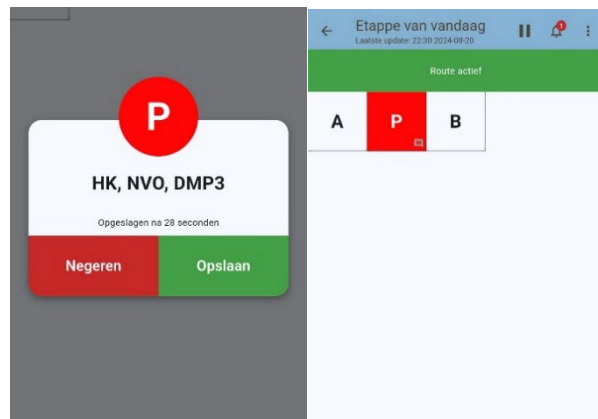 P
HK, NVO, DMP3
Opgeslagen na 28 seconden
Negeren Opslaan
Etappe van vandaag
Laatste update: 22:30 2024-08-20
1
Route actief
A P B